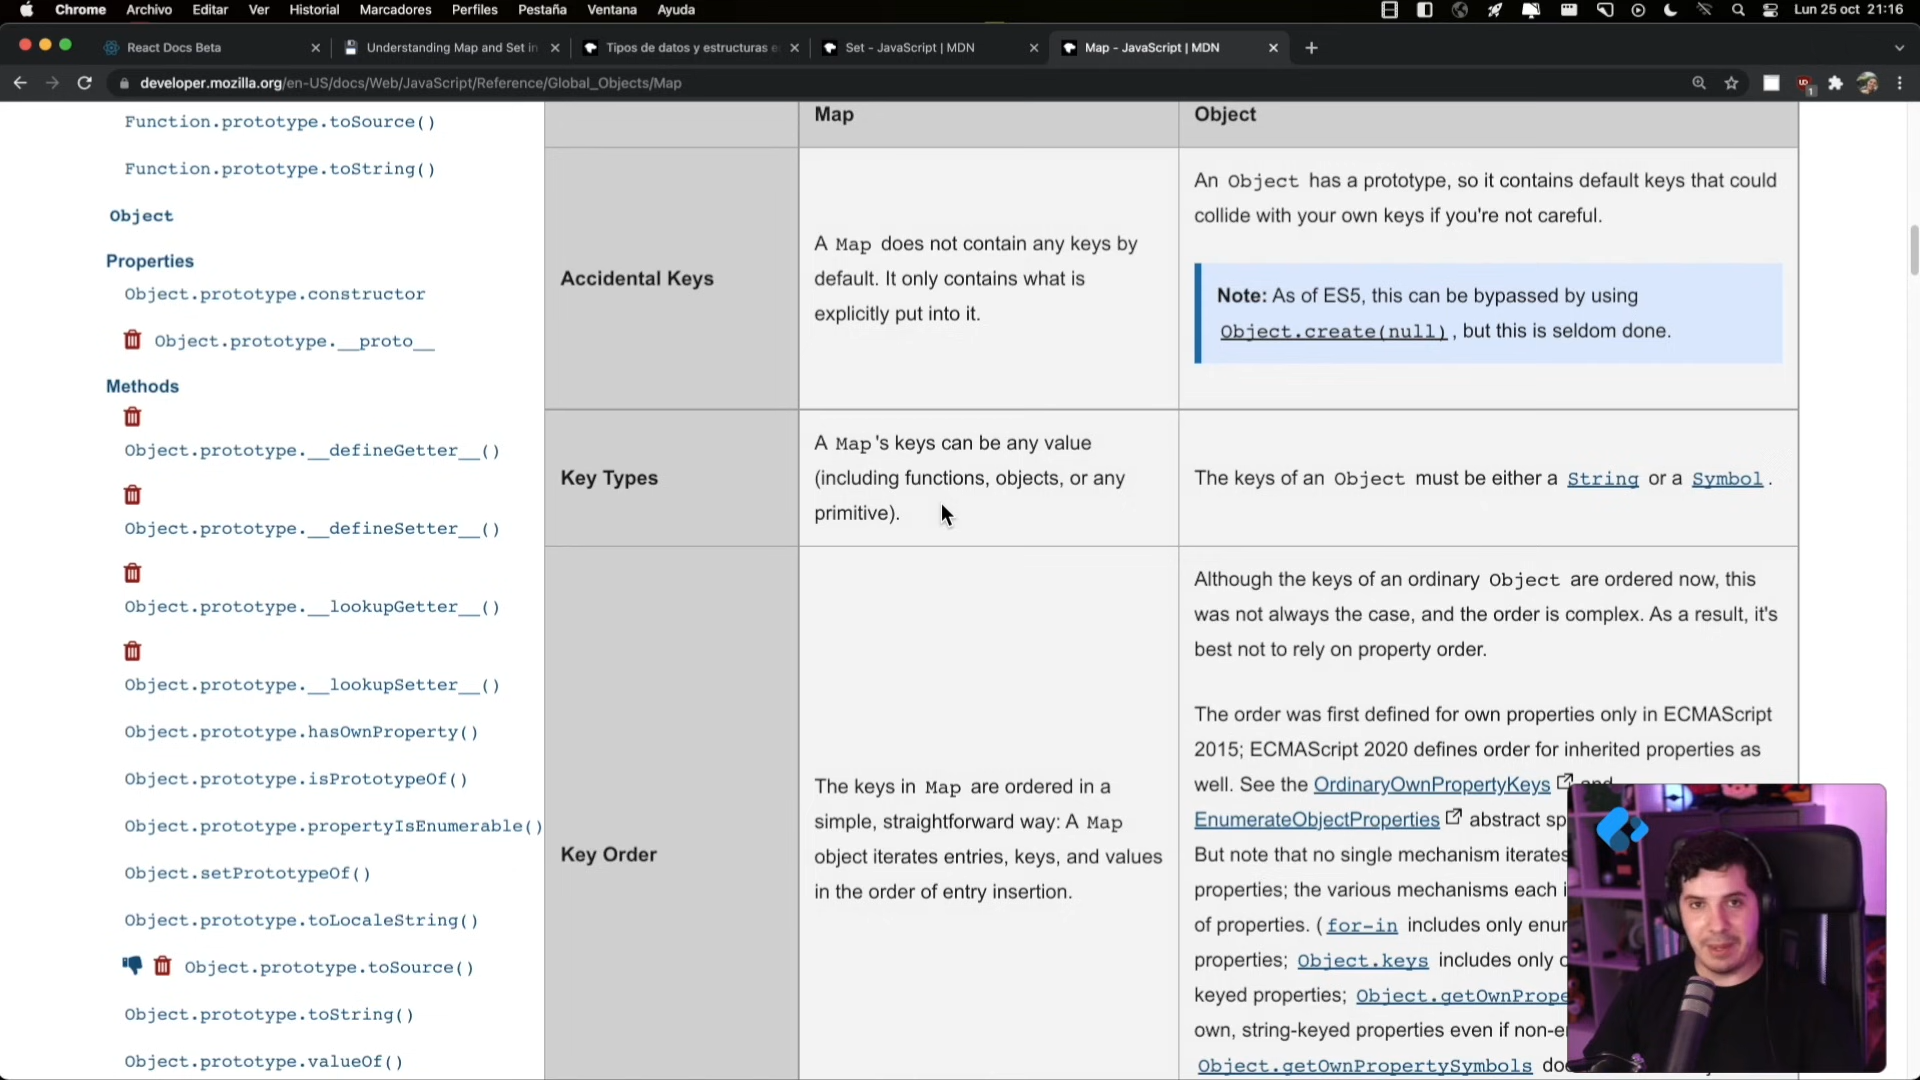 Chrome Archivo Editar Ver Historial Marcadores Perfiles Pestaña Ventana Ayuda Lun 25 oct 21:16
React Docs Beta
Understanding Map and Set in
Tipos de datos y estructuras e
Set - JavaScript | MDN
Map - JavaScript | MDN
developer.mozilla.org/en-US/docs/Web/JavaScript/Reference/Global_Objects/Map
1
Function.prototype.toSource()
Function.prototype.toString()
Object
Properties
Object.prototype.constructor
Object.prototype.__proto__
Methods
Object.prototype.__defineGetter__()
Object.prototype.__defineSetter__()
Object.prototype.__lookupGetter__()
Object.prototype.__lookupSetter__()
Object.prototype.hasOwnProperty()
Object.prototype.isPrototypeOf()
Object.prototype.propertyIsEnumerable()
Object.setPrototypeOf()
Object.prototype.toLocaleString()
Object.prototype.toSource()
Object.prototype.toString()
Object.prototype.valueOf()
Map
Object
Accidental Keys
A Map does not contain any keys by
default. It only contains what is
explicitly put into it.
An Object has a prototype, so it contains default keys that could
collide with your own keys if you're not careful.
Note: As of ES5, this can be bypassed by using
Object.create(null), but this is seldom done.
Key Types
A Map's keys can be any value
(including functions, objects, or any
primitive).
The keys of an Object must be either a String or a Symbol.
Key Order
The keys in Map are ordered in a
simple, straightforward way: A Map
object iterates entries, keys, and values
in the order of entry insertion.
Although the keys of an ordinary Object are ordered now, this
was not always the case, and the order is complex. As a result, it's
best not to rely on property order.
The order was first defined for own properties only in ECMAScript
2015; ECMAScript 2020 defines order for inherited properties as
well. See the OrdinaryOwnPropertyKeys and
EnumerateObjectProperties abstract sp
But note that no single mechanism iterates
properties; the various mechanisms each i
of properties. (for-in includes only enu
properties; Object.keys includes only
keyed properties; Object.getOwnPrope
own, string-keyed properties even if non-e
Object.getOwnPropertySymbols do